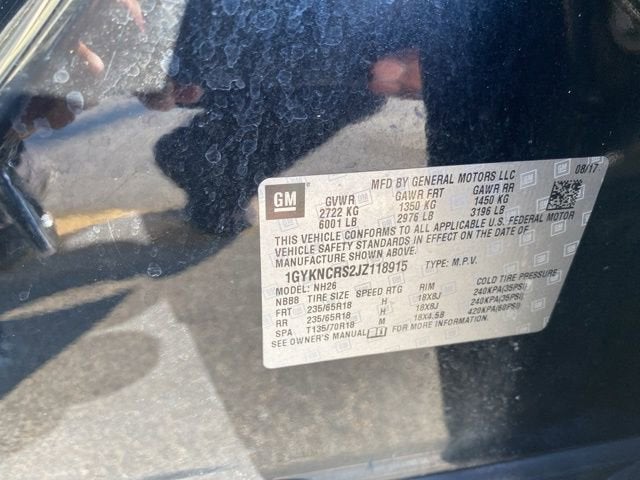 GM
MFD BY GENERAL MOTORS LLC 08/17
GVWR GAWR FRT GAWR RR
2722 KG 1350 KG 1450 KG
6001 LB 2976 LB 3196 LB
THIS VEHICLE CONFORMS TO ALL APPLICABLE U.S. FEDERAL MOTOR
VEHICLE SAFETY STANDARDS IN EFFECT ON THE DATE OF
MANUFACTURE SHOWN ABOVE.
1GYKNCRS2JZ118915 TYPE: M.P.V.
MODEL: NH26
NBB8 TIRE SIZE SPEED RTG RIM COLD TIRE PRESSURE
FRT 235/65R18 H 18X8J 240KPA(35PSI)
RR 235/65R18 H 18X8J 240KPA(35PSI)
SPA T135/70R18 M 18X4.5B 420KPA(60PSI)
SEE OWNER'S MANUAL FOR MORE INFORMATION.